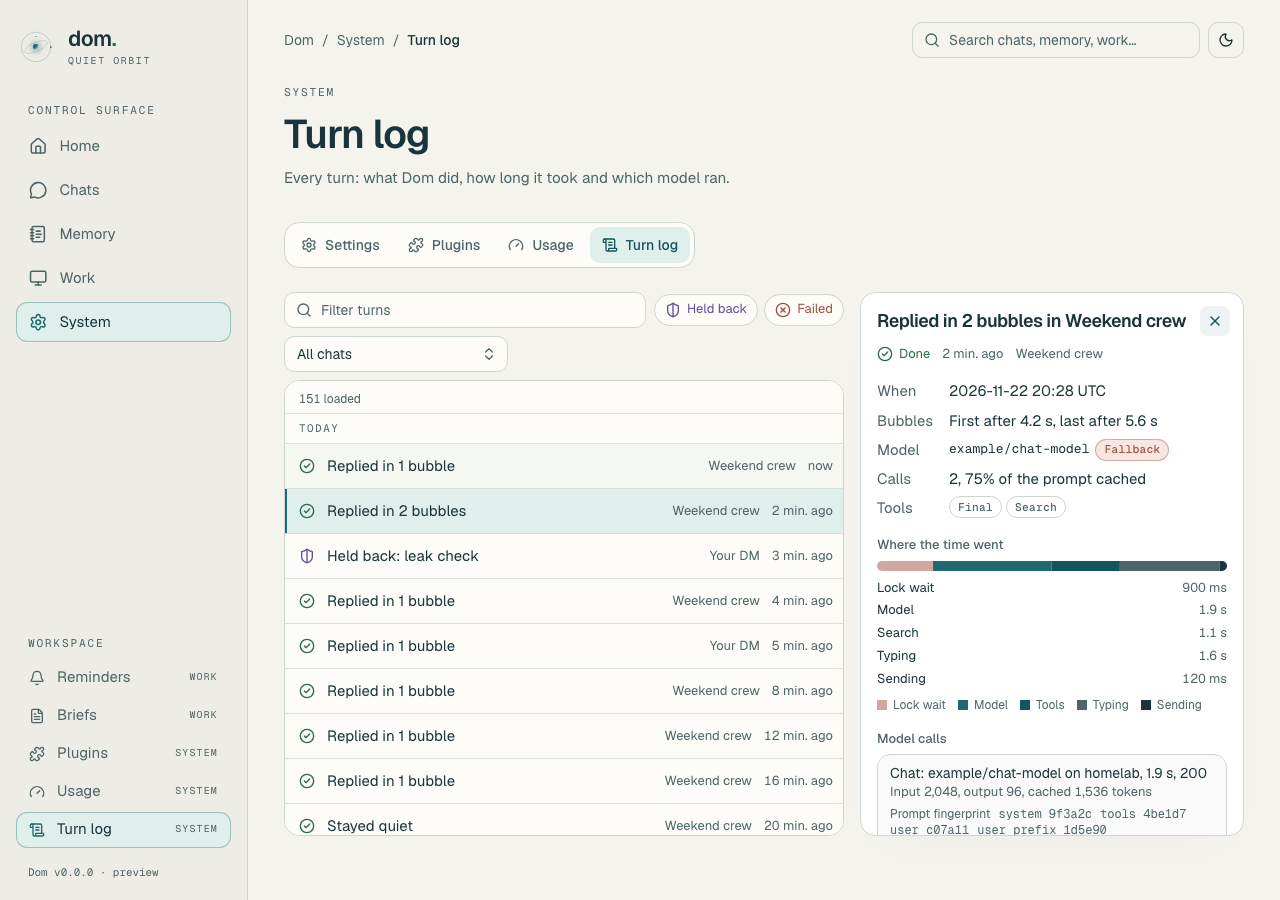 dom.
QUIET ORBIT
CONTROL SURFACE
Home
Chats
Memory
Work
System
WORKSPACE
Reminders WORK
Briefs WORK
Plugins SYSTEM
Usage SYSTEM
Turn log SYSTEM
Dom v0.0.0 · preview
Dom / System / Turn log
Search chats, memory, work…
SYSTEM
Turn log
Every turn: what Dom did, how long it took and which model ran.
Settings Plugins Usage Turn log
Filter turns
Held back
Failed
All chats
151 loaded
TODAY
Replied in 1 bubble Weekend crew now
Replied in 2 bubbles Weekend crew 2 min. ago
Held back: leak check Your DM 3 min. ago
Replied in 1 bubble Weekend crew 4 min. ago
Replied in 1 bubble Your DM 5 min. ago
Replied in 1 bubble Weekend crew 8 min. ago
Replied in 1 bubble Weekend crew 12 min. ago
Replied in 1 bubble Weekend crew 16 min. ago
Stayed quiet Weekend crew 20 min. ago
Replied in 2 bubbles in Weekend crew
Done 2 min. ago Weekend crew
When 2026-11-22 20:28 UTC
Bubbles First after 4.2 s, last after 5.6 s
Model example/chat-model Fallback
Calls 2, 75% of the prompt cached
Tools Final Search
Where the time went
Lock wait 900 ms
Model 1.9 s
Search 1.1 s
Typing 1.6 s
Sending 120 ms
Lock wait Model Tools Typing Sending
Model calls
Chat: example/chat-model on homelab, 1.9 s, 200
Input 2,048, output 96, cached 1,536 tokens
Prompt fingerprint system 9f3a2c tools 4be1d7
user c07a11 user prefix 1d5e90